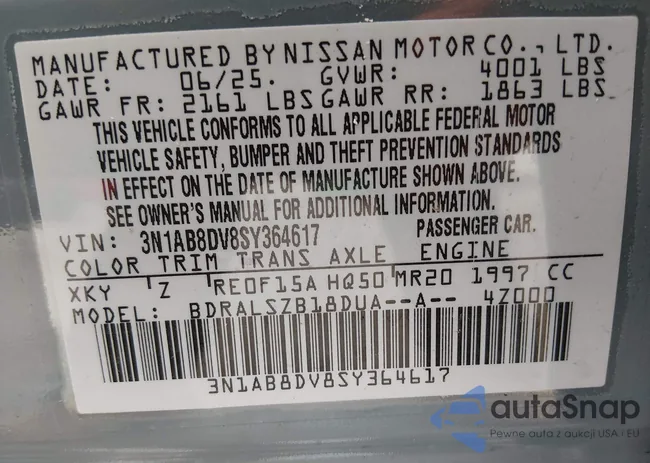 MANUFACTURED BY NISSAN MOTOR CO., LTD.
DATE: 06/25. GVWR: 4001 LBS
GAWR FR: 2161 LBS GAWR RR: 1863 LBS
THIS VEHICLE CONFORMS TO ALL APPLICABLE FEDERAL MOTOR
VEHICLE SAFETY, BUMPER AND THEFT PREVENTION STANDARDS
IN EFFECT ON THE DATE OF MANUFACTURE SHOWN ABOVE.
SEE OWNER'S MANUAL FOR ADDITIONAL INFORMATION.
VIN: 3N1AB8DV8SY364617 PASSENGER CAR.
COLOR TRIM TRANS AXLE ENGINE
XKY Z RE0F15A HQ50 MR20 1997 CC
MODEL: BDRALSZB18DUA--A-- 4Z000
3N1AB8DV8SY364617
autaSnap
Pewne auto z aukcji USA i EU